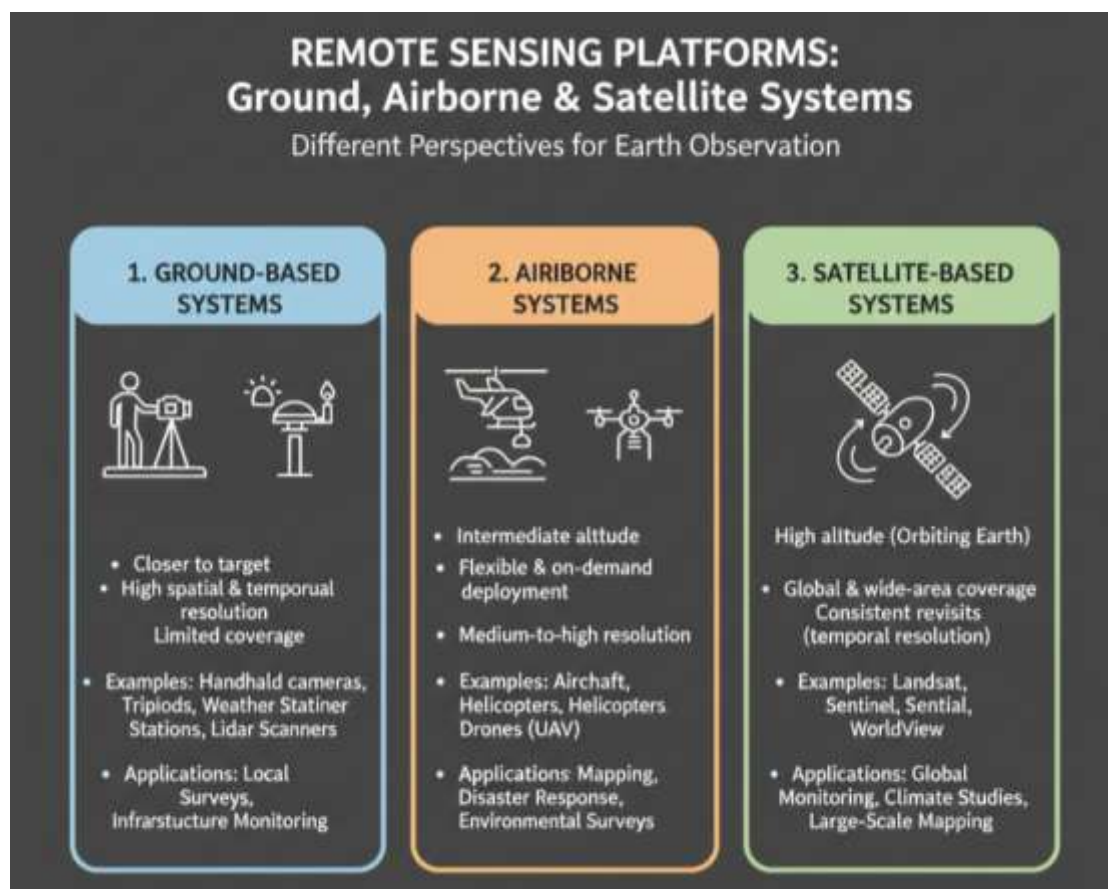 REMOTE SENSING PLATFORMS:
Ground, Airborne & Satellite Systems
Different Perspectives for Earth Observation
1. GROUND-BASED
SYSTEMS
• Closer to target
• High spatial & temporual
resolution
Limited coverage
• Examples: Handhald cameras,
Tripiods, Weather Statiner
Stations, Lidar Scanners
• Applications: Local
Surveys,
Infrarstucture Monitoring
2. AIRIBORNE
SYSTEMS
• Intermediate alttude
• Flexible & on-demand
deployment
• Medium-to-high resolution
• Examples: Airchaft,
Helicopters, Helicopters
Drones (UAV)
• Applications: Mapping,
Disaster Response,
Environmental Surveys
3. SATELLITE-BASED
SYSTEMS
High alltude (Orbiting Earth)
• Global & wide-area coverage
Consistent revisits
(temporal resolution)
• Examples: Landsat,
Sentinel, Sential,
WorldView
• Applications: Global
Monitoring, Climate Studies,
Large-Scale Mapping